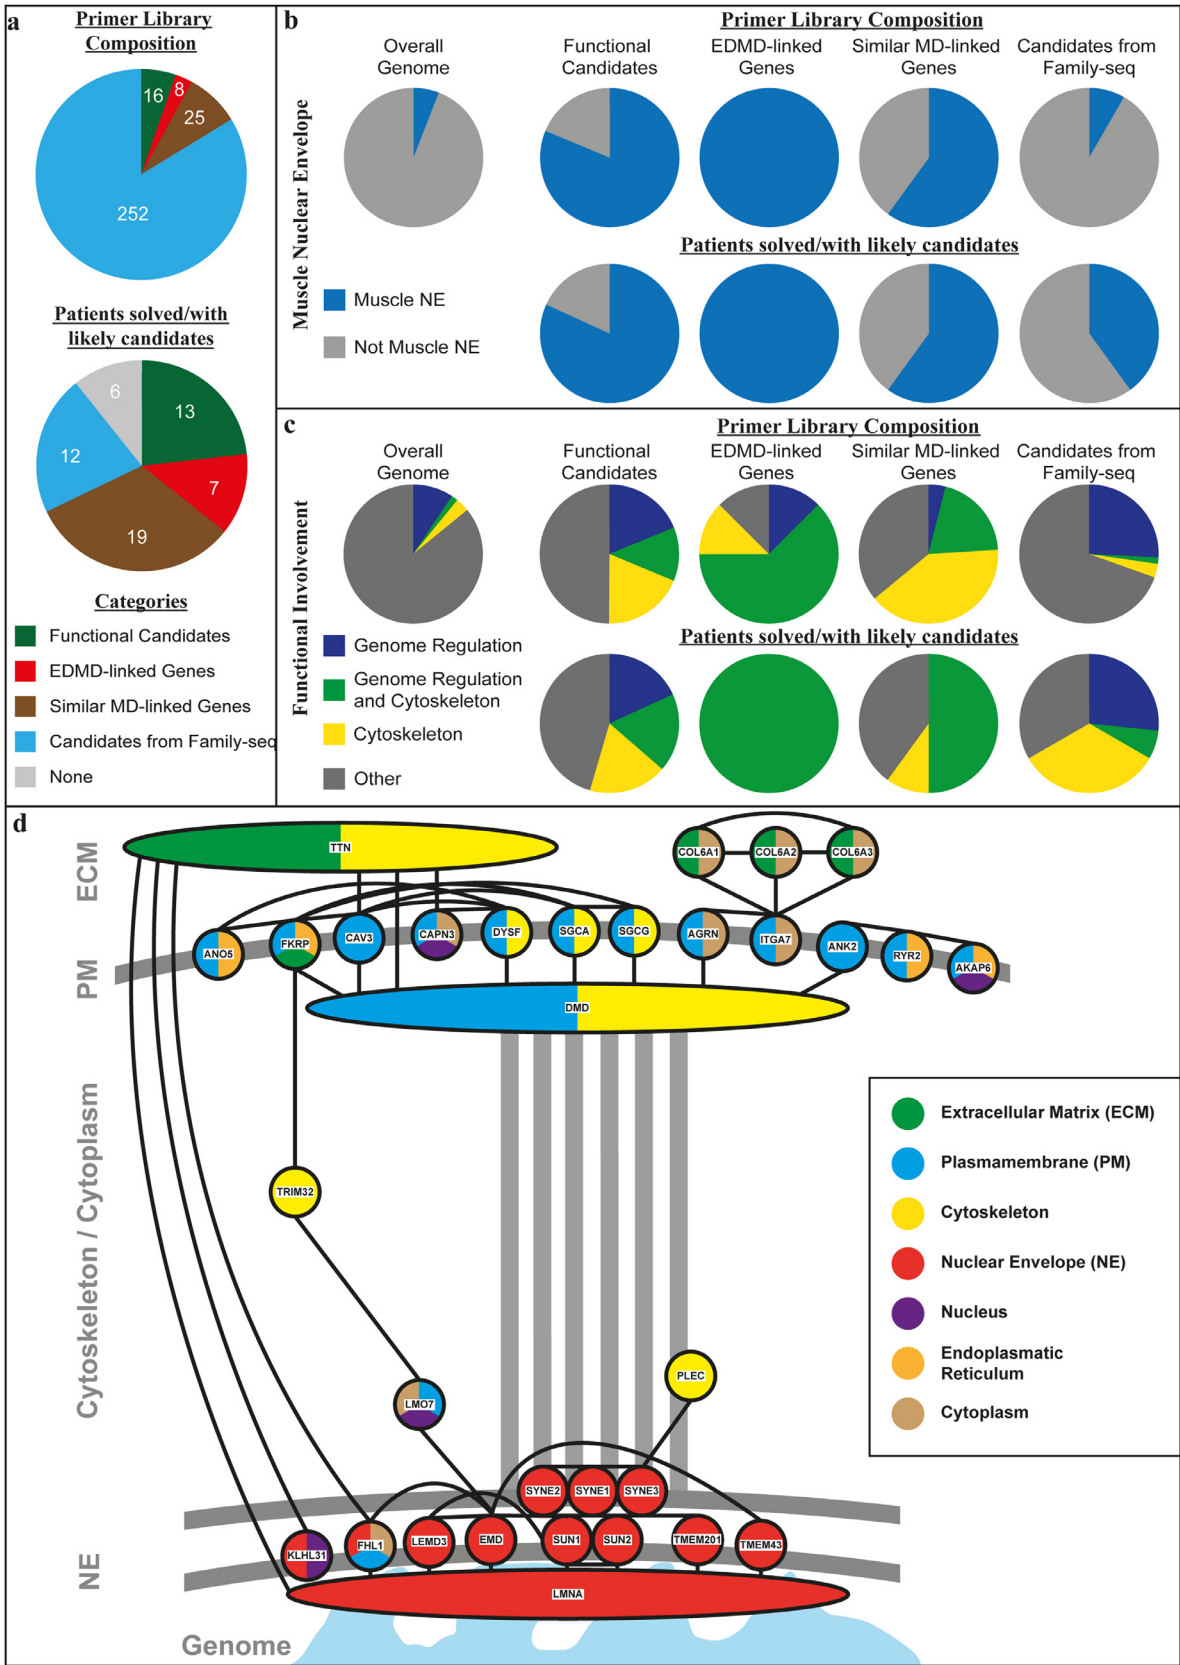 a
Primer Library
Composition
16
8
25
252
Patients solved/with
likely candidates
6
13
12
7
19
Categories
Functional Candidates
EDMD-linked Genes
Similar MD-linked Genes
Candidates from Family-seq
None
b
Primer Library Composition
Overall
Genome
Functional
Candidates
EDMD-linked
Genes
Similar MD-linked
Genes
Candidates from
Family-seq
Muscle Nuclear Envelope
Patients solved/with likely candidates
Muscle NE
Not Muscle NE
c
Primer Library Composition
Overall
Genome
Functional
Candidates
EDMD-linked
Genes
Similar MD-linked
Genes
Candidates from
Family-seq
Functional Involvement
Patients solved/with likely candidates
Genome Regulation
Genome Regulation
and Cytoskeleton
Cytoskeleton
Other
d
ECM
PM
Cytoskeleton / Cytoplasm
NE
Genome
TTN
COL6A1
COL6A2
COL6A3
ANO5
FKRP
CAV3
CAPN3
DYSF
SGCA
SGCG
AGRN
ITGA7
ANK2
RYR2
AKAP6
DMD
TRIM32
LMO7
PLEC
SYNE2
SYNE1
SYNE3
KLHL31
FHL1
LEMD3
EMD
SUN1
SUN2
TMEM201
TMEM43
LMNA
Extracellular Matrix (ECM)
Plasmamembrane (PM)
Cytoskeleton
Nuclear Envelope (NE)
Nucleus
Endoplasmatic
Reticulum
Cytoplasm